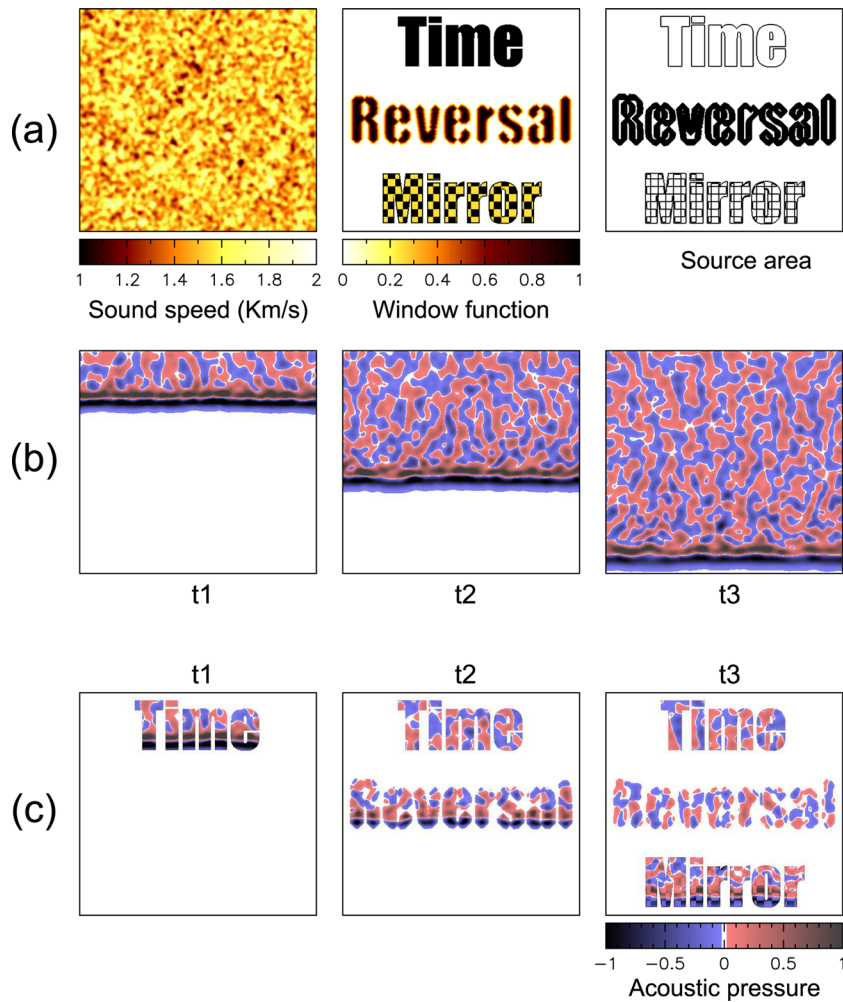 Time
Reversal
Mirror
Time
Reversal
Mirror
(a)
1 1.2 1.4 1.6 1.8 2
Sound speed (Km/s)
0 0.2 0.4 0.6 0.8 1
Window function
Source area
(b)
t1 t2 t3
t1 t2 t3
(c)
Time
Time
Reversal
Time
Reversal
Mirror
−1 −0.5 0 0.5 1
Acoustic pressure